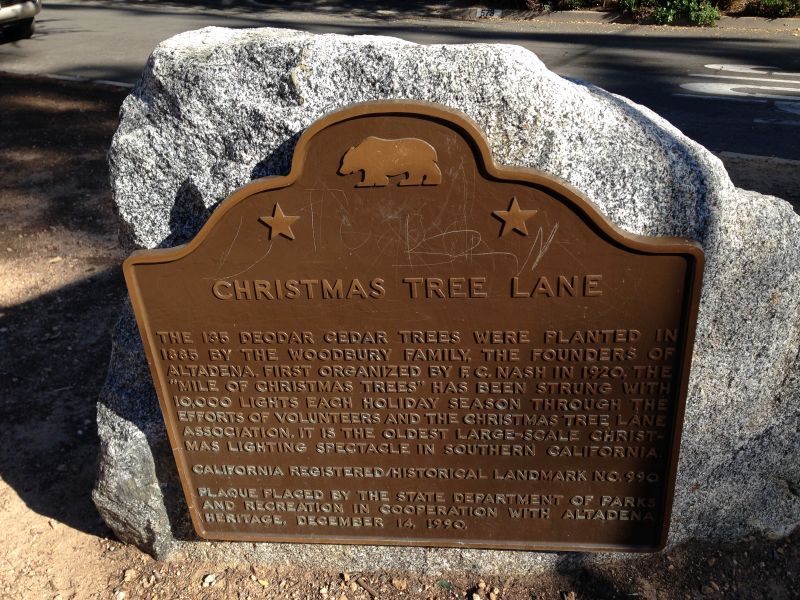 CHRISTMAS TREE LANE
THE 135 DEODAR CEDAR TREES WERE PLANTED IN
1885 BY THE WOODBURY FAMILY, THE FOUNDERS OF
ALTADENA. FIRST ORGANIZED BY F.C. NASH IN 1920, THE
"MILE OF CHRISTMAS TREES" HAS BEEN STRUNG WITH
10,000 LIGHTS EACH HOLIDAY SEASON THROUGH THE
EFFORTS OF VOLUNTEERS AND THE CHRISTMAS TREE LANE
ASSOCIATION. IT IS THE OLDEST LARGE-SCALE CHRIST-
MAS LIGHTING SPECTACLE IN SOUTHERN CALIFORNIA.
CALIFORNIA REGISTERED HISTORICAL LANDMARK NO. 990
PLAQUE PLACED BY THE STATE DEPARTMENT OF PARKS
AND RECREATION IN COOPERATION WITH ALTADENA
HERITAGE, DECEMBER 14, 1990.